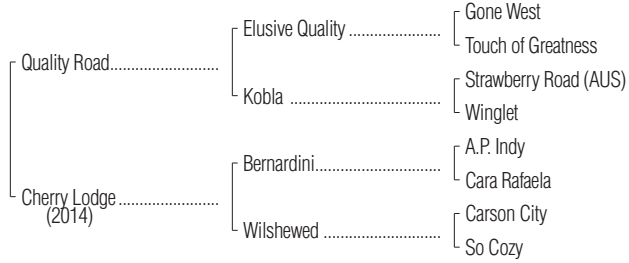 Gone West
Elusive Quality ....................
Touch of Greatness
Quality Road........................
Strawberry Road (AUS)
Kobla ..................................
Winglet
A.P. Indy
Bernardini............................
Cara Rafaela
Cherry Lodge ......................
(2014)
Carson City
Wilshewed ..........................
So Cozy